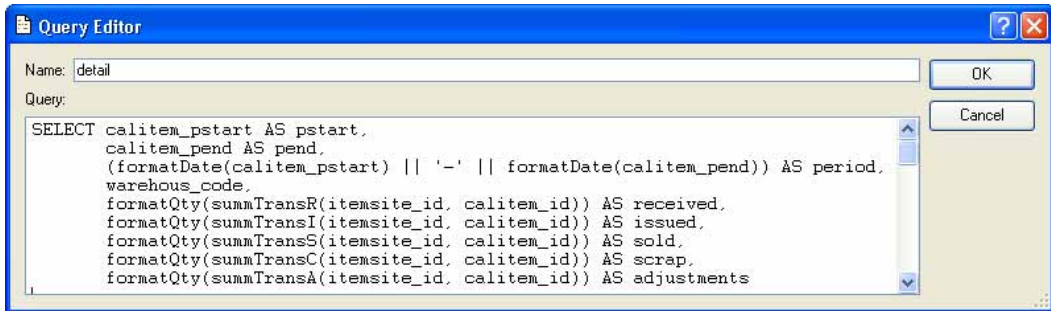 Query Editor
Name: detail
OK
Query:
Cancel
SELECT calitem_pstart AS pstart,
calitem_pend AS pend,
(formatDate(calitem_pstart) || '-' || formatDate(calitem_pend)) AS period,
warehous_code,
formatQty(summTransR(itemsite_id, calitem_id)) AS received,
formatQty(summTransI(itemsite_id, calitem_id)) AS issued,
formatQty(summTransS(itemsite_id, calitem_id)) AS sold,
formatQty(summTransC(itemsite_id, calitem_id)) AS scrap,
formatQty(summTransA(itemsite_id, calitem_id)) AS adjustments